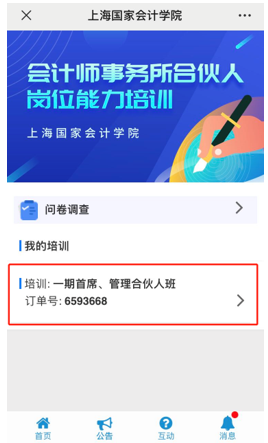 上海国家会计学院
会计师事务所合伙人
岗位能力培训
上海国家会计学院
问卷调查
我的培训
培训: 一期首席、管理合伙人班
订单号: 6593668
首页 公告 互动 消息